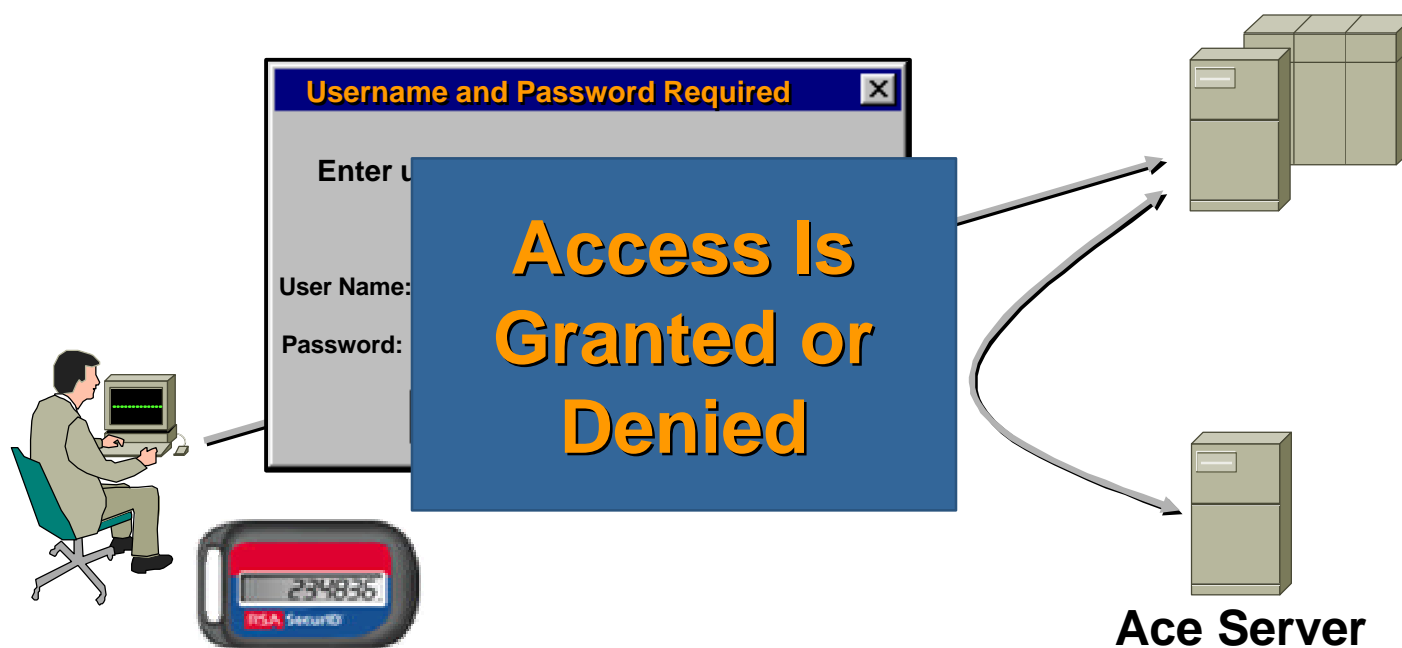 Username and Password Required
Enter u
Access Is
Granted or
Denied
User Name:
Password:
234836
RSA SecurID
Ace Server